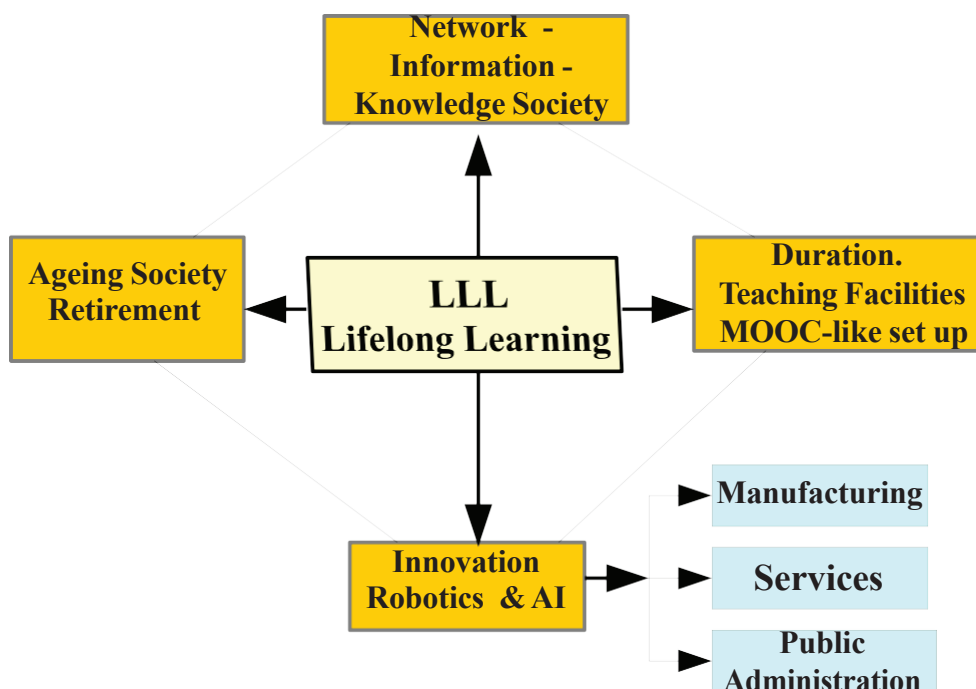 Network -
Information -
Knowledge Society
Ageing Society
Retirement
LLL
Lifelong Learning
Duration.
Teaching Facilities
MOOC-like set up
Innovation
Robotics & AI
Manufacturing
Services
Public
Administration